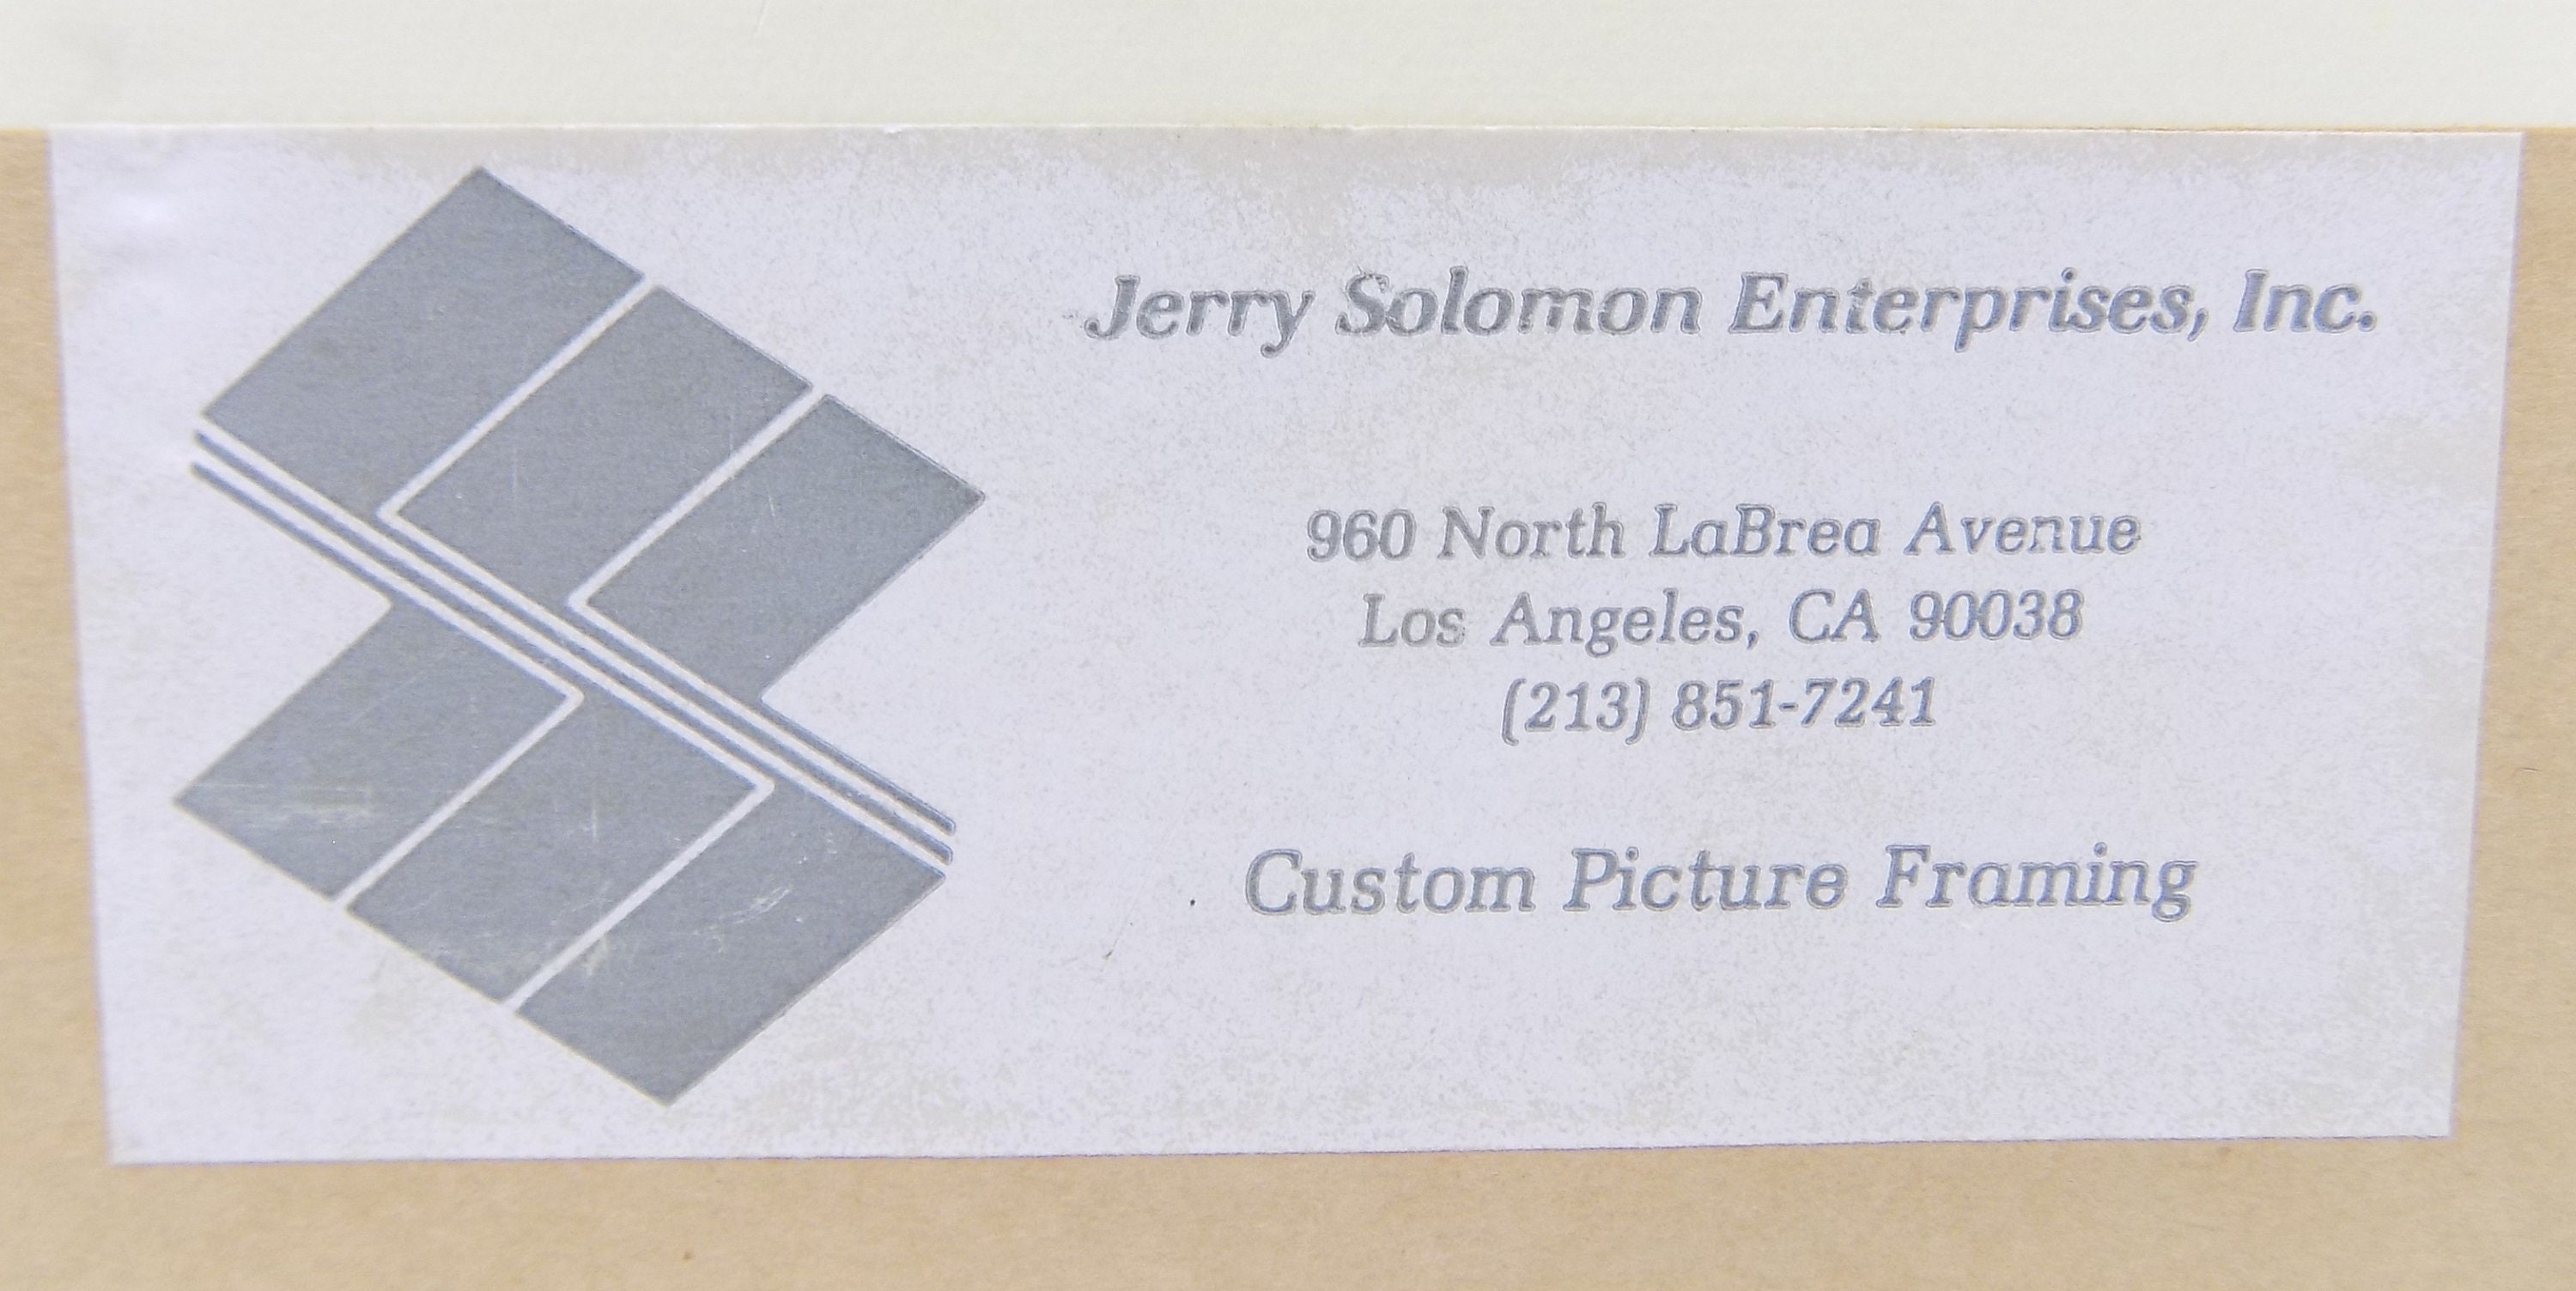 Jerry Solomon Enterprises, Inc.
960 North LaBrea Avenue
Los Angeles, CA 90038
(213) 851-7241
Custom Picture Framing